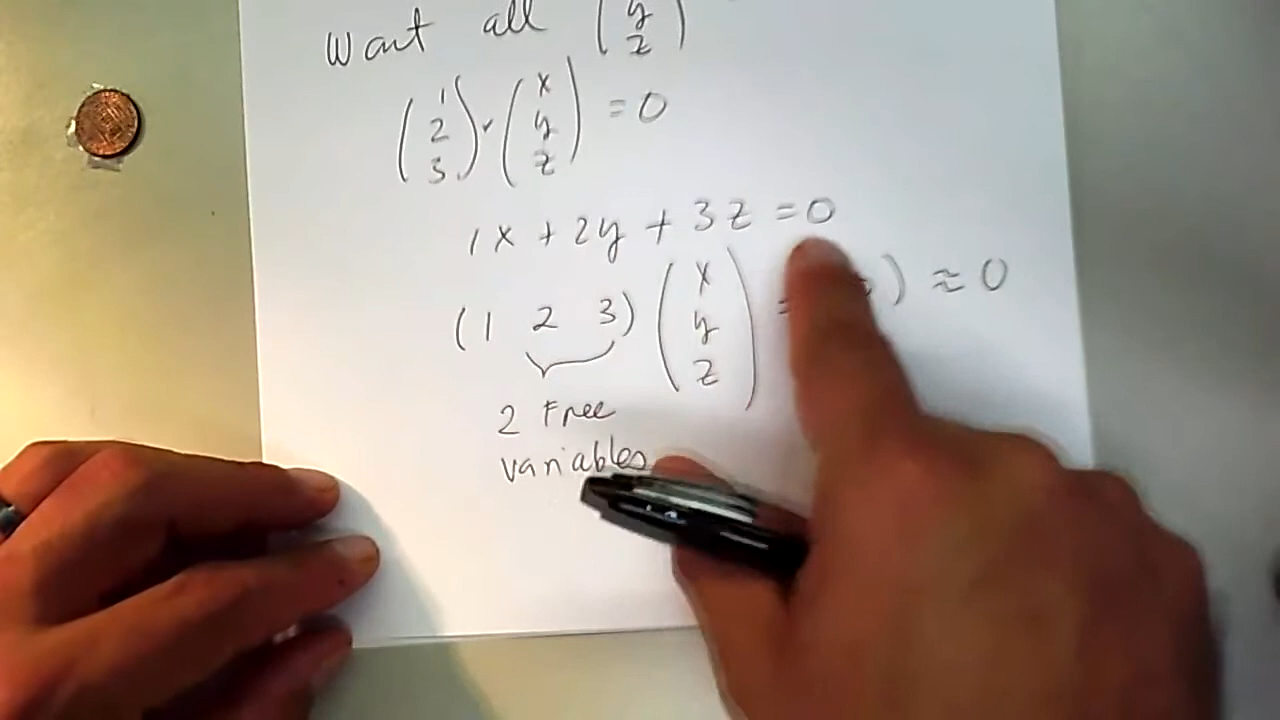 Want all (y z)
(1 2 3) · (x y z) = 0
1x + 2y + 3z = 0
(1 2 3) (x y z) = ) ≈ 0
2 Free
variables